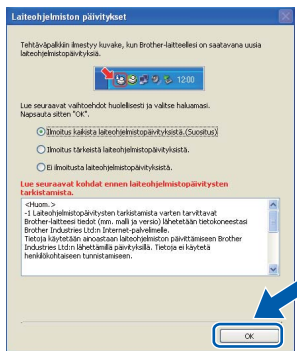 Laiteohjelmiston päivitykset
Tehtäväpalkkiin ilmestyy kuvake, kun Brother-laitteellesi on saatavana uusia
laiteohjelmistopäivityksiä.
12:00
Lue seuraavat vaihtoehdot huolellisesti ja valitse haluamasi.
Napsauta sitten "OK".
Ilmoitus kaikista laiteohjelmistopäivityksistä.(Suositus)
Ilmoitus tärkeistä laiteohjelmistopäivityksistä.
Ei ilmoitusta laiteohjelmistopäivityksistä.
Lue seuraavat kohdat ennen laiteohjelmistopäivitysten
tarkistamista.
<Huom.>
-1 Laiteohjelmistopäivitysten tarkistamista varten tarvittavat
Brother-laitteesi tiedot (mm. malli ja versio) lähetetään tietokoneestasi
Brother Industries Ltd:n Internet-palvelimelle.
Tietoja käytetään ainoastaan laiteohjelmiston päivittämiseen Brother
Industries Ltd:n lähettämillä päivityksillä. Tietoja ei käytetä
henkilökohtaiseen tunnistamiseen.
OK